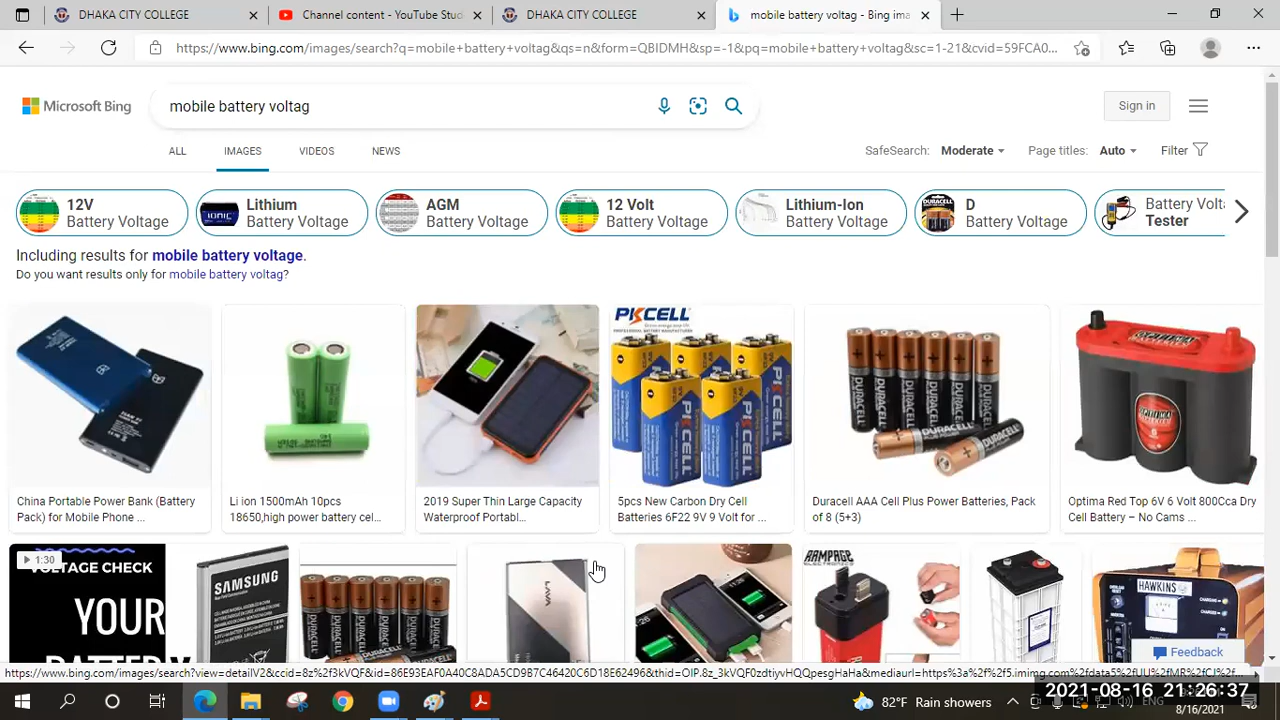 DHAKA CITY COLLEGE
Channel content - YouTube Stu
DHAKA CITY COLLEGE
mobile battery voltag - Bing ima
https://www.bing.com/images/search?q=mobile+battery+voltag&qs=n&form=QBIDMH&sp=-1&pq=mobile+battery+voltag&sc=1-21&cvid=59FCA0...
Microsoft Bing
mobile battery voltag
Sign in
ALL
IMAGES
VIDEOS
NEWS
SafeSearch: Moderate
Page titles: Auto
Filter
12V
Battery Voltage
Lithium
Battery Voltage
AGM
Battery Voltage
12 Volt
Battery Voltage
Lithium-Ion
Battery Voltage
D
Battery Voltage
Battery Volta
Tester
Including results for mobile battery voltage.
Do you want results only for mobile battery voltag?
PKCELL
China Portable Power Bank (Battery
Pack) for Mobile Phone ...
Li ion 1500mAh 10pcs
18650,high power battery cel...
2019 Super Thin Large Capacity
Waterproof Portabl...
5pcs New Carbon Dry Cell
Batteries 6F22 9V 9 Volt for ...
Duracell AAA Cell Plus Power Batteries, Pack
of 8 (5+3)
Optima Red Top 6V 6 Volt 800Cca Dry
Cell Battery – No Cams ...
1:30
VOLTAGE CHECK
YOUR
SAMSUNG
LAVA
RAMPAGE
HAWKINS
Feedback
82°F Rain showers
ENG
2021-08-16 21:26:37
8/16/2021